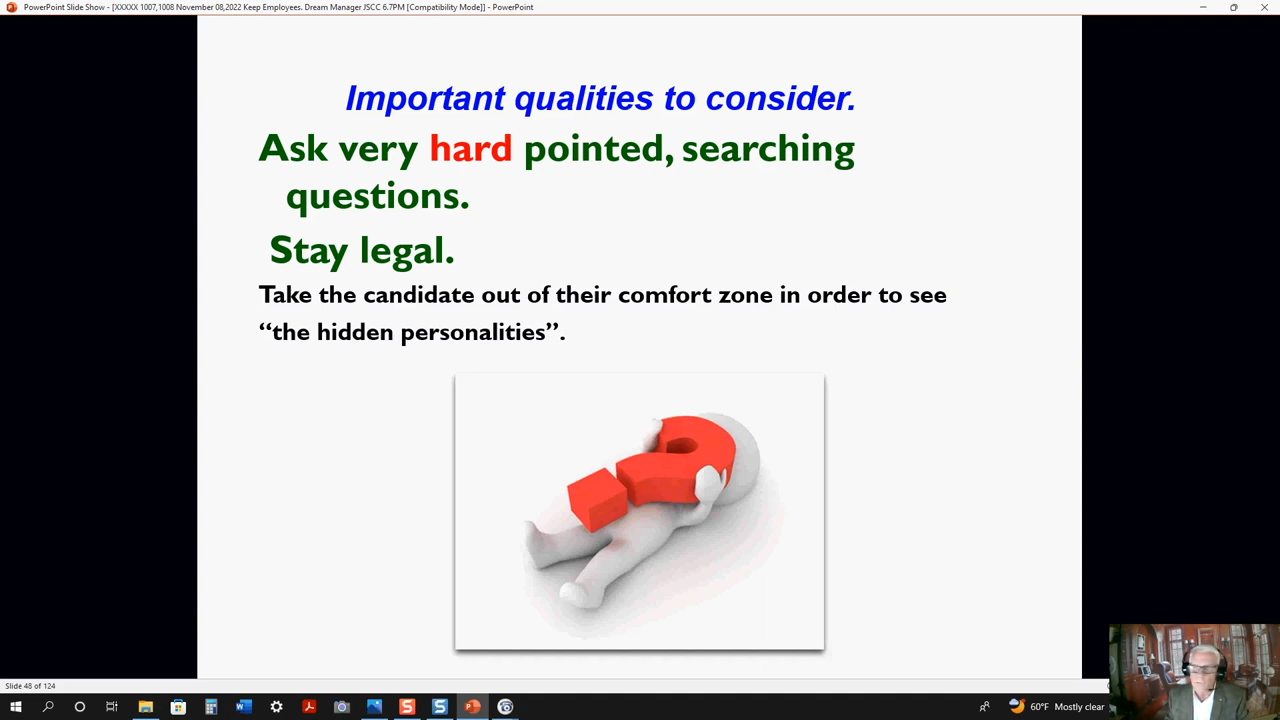 PowerPoint Slide Show - [XXXXX 1007,1008 November 08,2022 Keep Employees. Dream Manager JSCC 6.7PM [Compatibility Mode]] - PowerPoint
Important qualities to consider.
Ask very hard pointed, searching
questions.
Stay legal.
Take the candidate out of their comfort zone in order to see
“the hidden personalities”.
?
Slide 48 of 124
W S S P
60°F Mostly clear